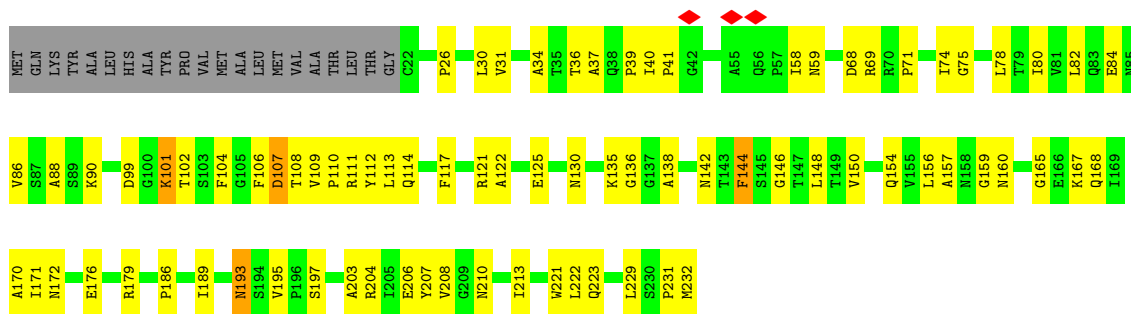 MET GLN LYS TYR ALA LEU HIS ALA TYR PRO VAL MET ALA LEU MET VAL ALA THR LEU THR GLY C22 P26 L30 V31 A34 T35 T36 A37 Q38 P39 I40 P41 G42 A55 Q56 P57 I58 N59 D68 R69 R70 P71 I74 G75 L78 T79 I80 V81 L82 Q83 E84 N85
V86 S87 A88 S89 K90 D99 G100 K101 T102 S103 F104 G105 F106 D107 T108 V109 P110 R111 Y112 L113 Q114 F117 R121 A122 E125 N130 K135 G136 G137 A138 N142 T143 F144 S145 G146 T147 L148 T149 V150 Q154 V155 L156 A157 N158 G159 N160 G165 E166 K167 Q168 I169
A170 I171 N172 E176 R179 P186 I189 N193 S194 V195 P196 S197 A203 R204 I205 E206 Y207 V208 G209 N210 I213 W221 L222 Q223 L229 S230 P231 M232